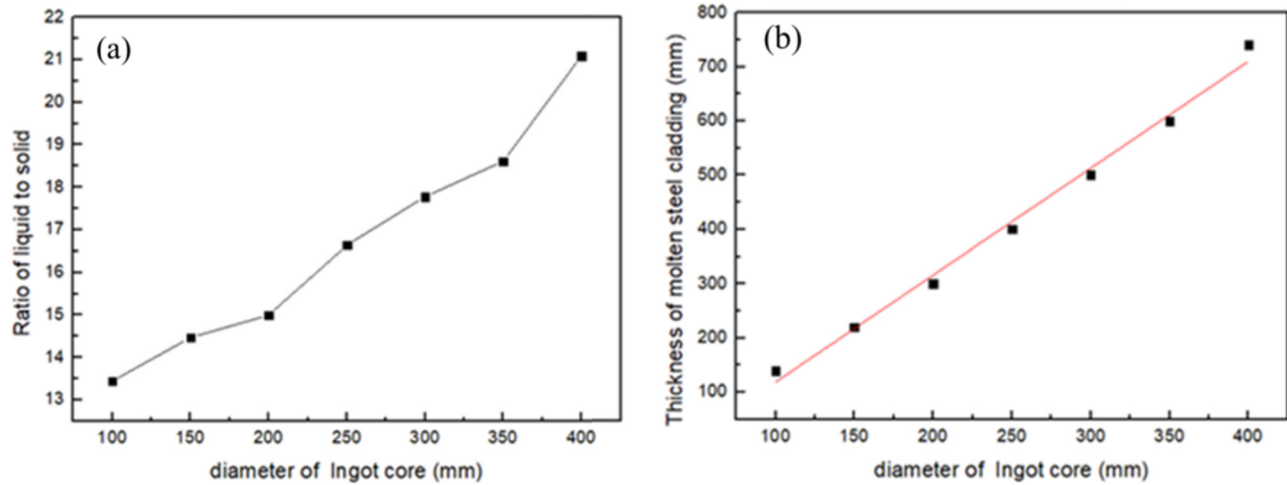 (a)
Ratio of liquid to solid
22
21
20
19
18
17
16
15
14
13
100 150 200 250 300 350 400
diameter of Ingot core (mm)
(b)
Thickness of molten steel cladding (mm)
800
700
600
500
400
300
200
100
100 150 200 250 300 350 400
diameter of Ingot core (mm)